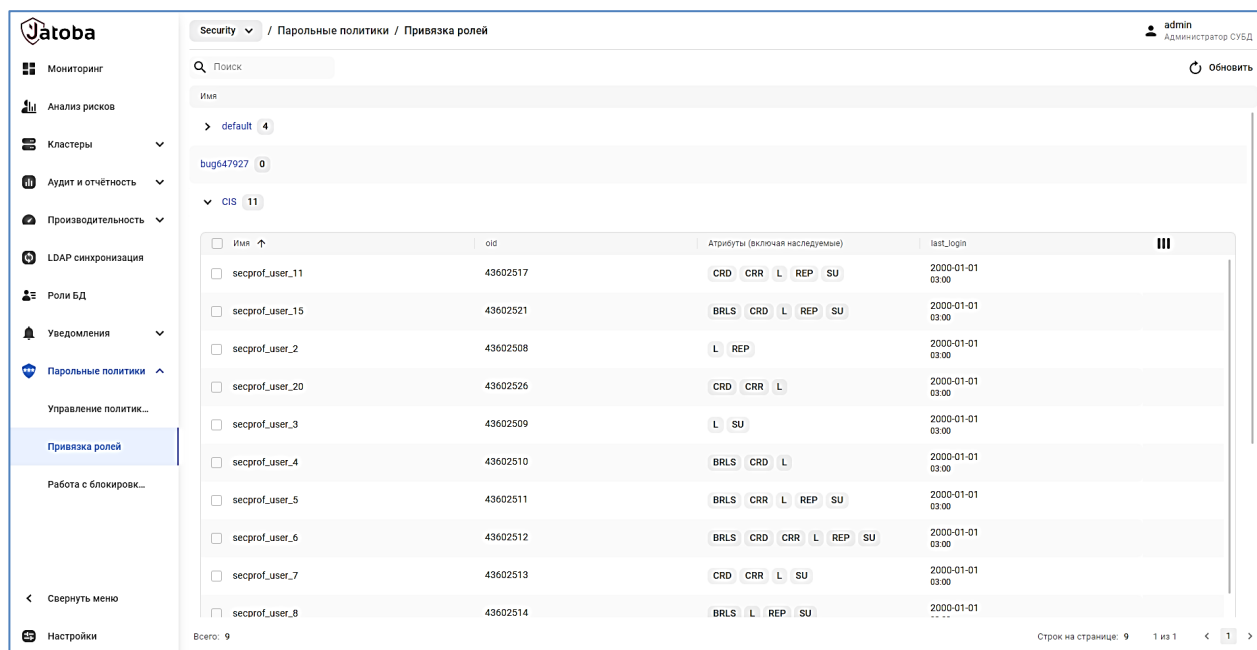 Jatoba
Security / Парольные политики / Привязка ролей
admin
Администратор СУБД
Мониторинг
Анализ рисков
Кластеры
Аудит и отчётность
Производительность
LDAP синхронизация
Роли БД
Уведомления
Парольные политики
Управление политик...
Привязка ролей
Работа с блокировк...
Свернуть меню
Настройки
Поиск
Обновить
Имя
default 4
bug647927 0
CIS 11
Имя oid Атрибуты (включая наследуемые) last_login
secprof_user_11 43602517 CRD CRR L REP SU 2000-01-01
03:00
secprof_user_15 43602521 BRLS CRD L REP SU 2000-01-01
03:00
secprof_user_2 43602508 L REP 2000-01-01
03:00
secprof_user_20 43602526 CRD CRR L 2000-01-01
03:00
secprof_user_3 43602509 L SU 2000-01-01
03:00
secprof_user_4 43602510 BRLS CRD L 2000-01-01
03:00
secprof_user_5 43602511 BRLS CRR L REP SU 2000-01-01
03:00
secprof_user_6 43602512 BRLS CRD CRR L REP SU 2000-01-01
03:00
secprof_user_7 43602513 CRD CRR L SU 2000-01-01
03:00
secprof_user_8 43602514 BRLS L REP SU 2000-01-01
Всего: 9
Строк на странице: 9 1 из 1 1